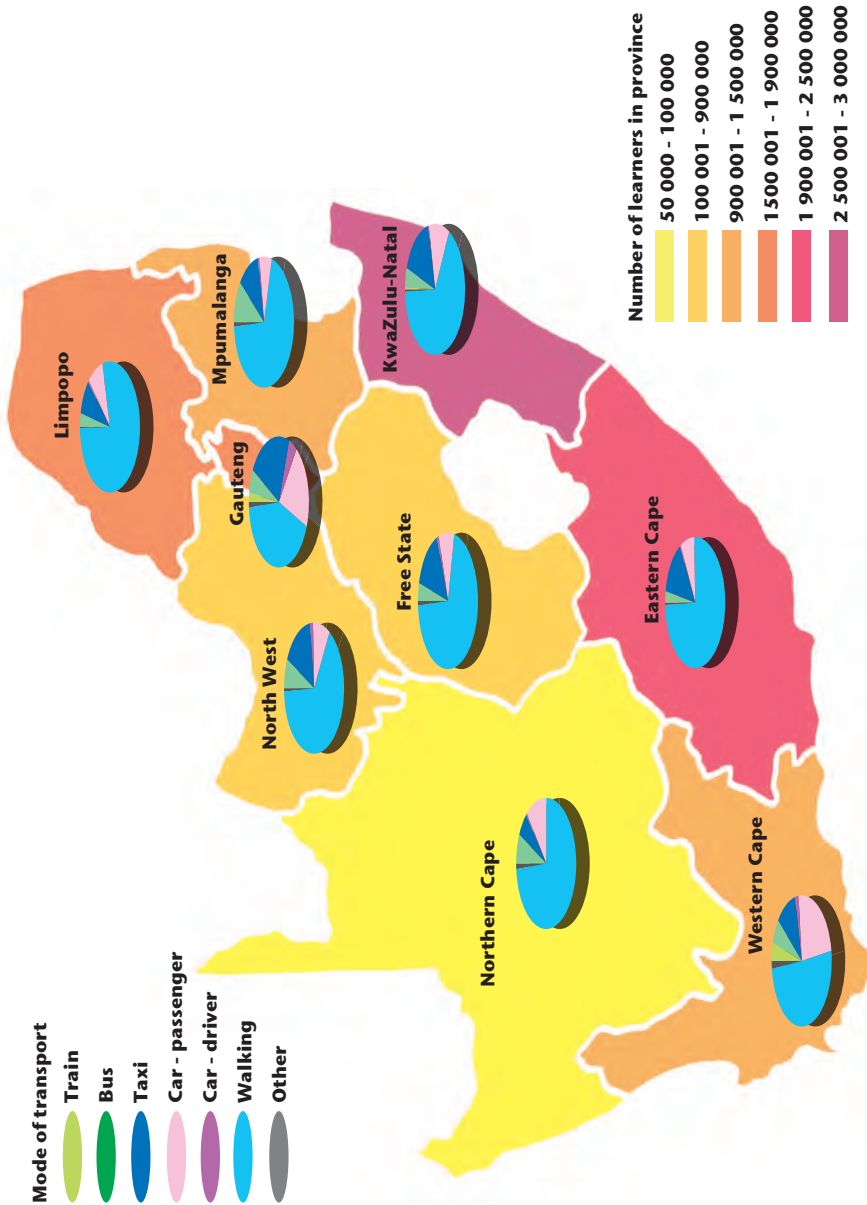 Mode of transport
Train
Bus
Taxi
Car - passenger
Car - driver
Walking
Other
Limpopo
Mpumalanga
Gauteng
North West
KwaZulu-Natal
Free State
Northern Cape
Eastern Cape
Western Cape
Number of learners in province
50 000 - 100 000
100 001 - 900 000
900 001 - 1 500 000
1500 001 - 1 900 000
1 900 001 - 2 500 000
2 500 001 - 3 000 000